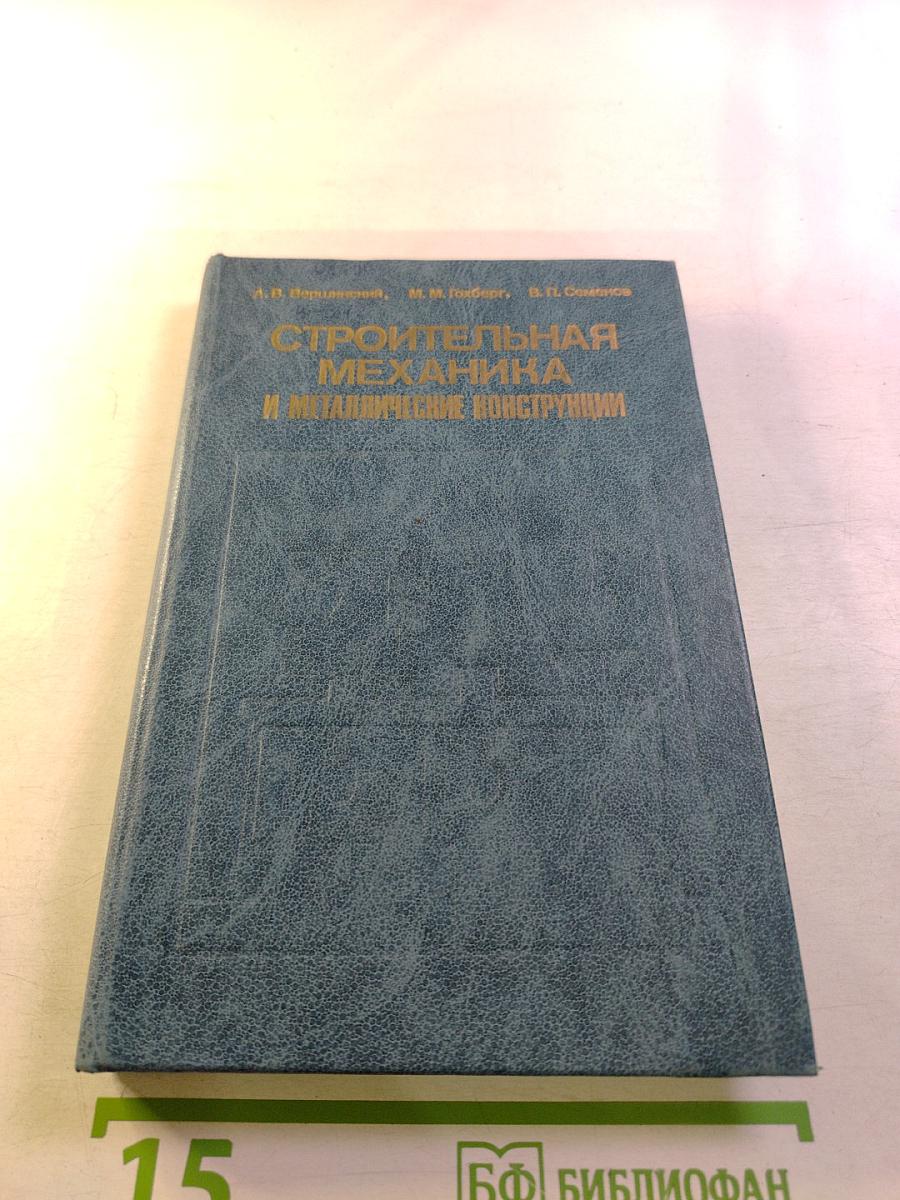 А. В. Вершинский, М. М. Гохберг, В. П. Семенов
СТРОИТЕЛЬНАЯ
МЕХАНИКА
И МЕТАЛЛИЧЕСКИЕ КОНСТРУКЦИИ
15
БФ БИБЛИОФАН